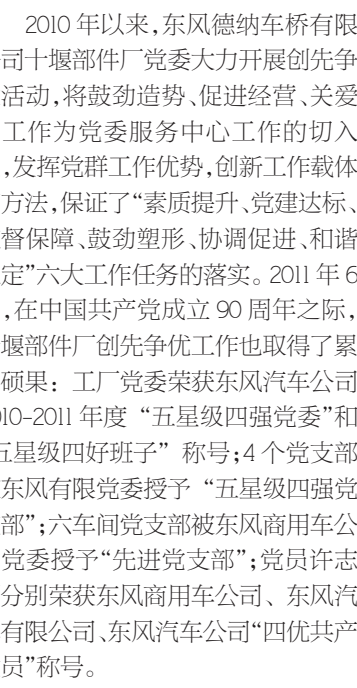 2010 年以来，东风德纳车桥有限
司十堰部件厂党委大力开展创先争
活动，将鼓劲造势、促进经营、关爱
工作为党委服务中心工作的切入
，发挥党群工作优势，创新工作载体
方法，保证了“素质提升、党建达标、
督保障、鼓劲塑形、协调促进、和谐
定”六大工作任务的落实。2011 年 6
，在中国共产党成立 90 周年之际，
堰部件厂创先争优工作也取得了累
硕果：工厂党委荣获东风汽车公司
010-2011 年度“五星级四强党委”和
五星级四好班子”称号；4 个党支部
东风有限党委授予“五星级四强党
部”；六车间党支部被东风商用车公
党委授予“先进党支部”；党员许志
分别荣获东风商用车公司、东风汽
有限公司、东风汽车公司“四优共产
员”称号。